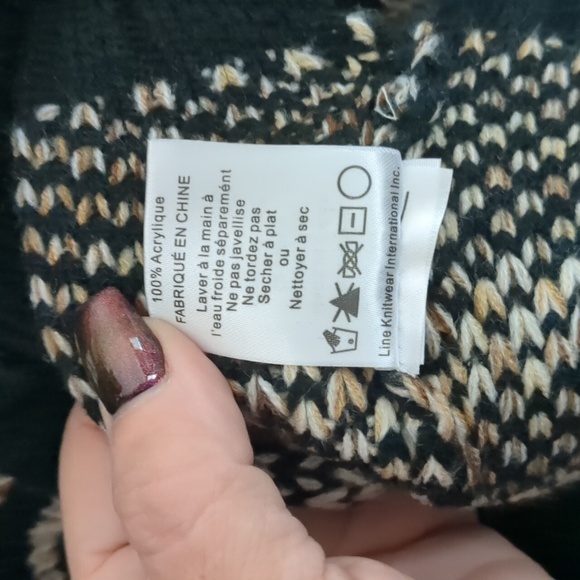 100% Acrylique
FABRIQUÉ EN CHINE
Laver à la main à
l'eau froide séparemént
Ne pas javellise
Ne tordez pas
Secher à plat
ou
Nettoyer à sec
Line Knitwear International Inc.